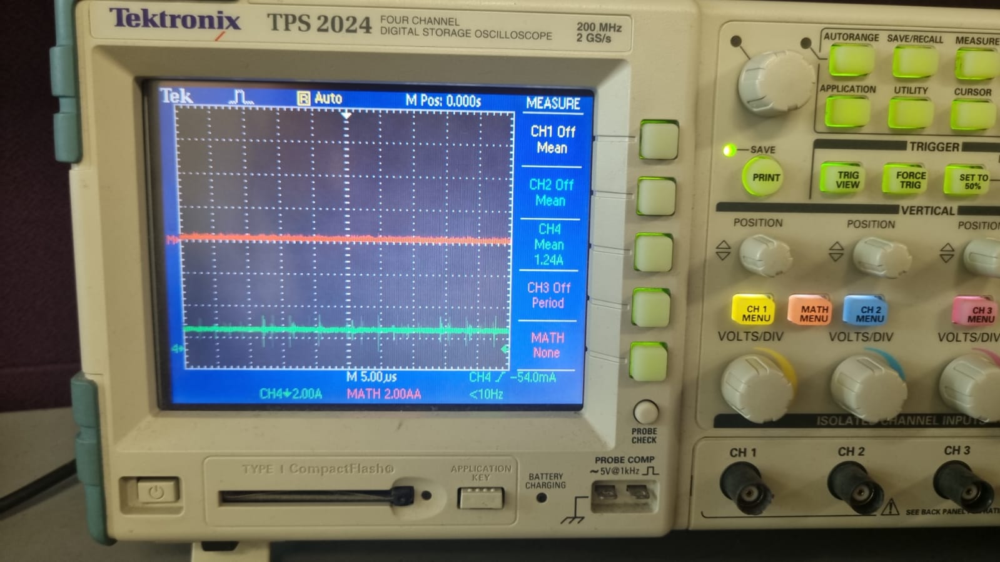 Tektronix TPS 2024 FOUR CHANNEL
DIGITAL STORAGE OSCILLOSCOPE
200 MHz
2 GS/s
Tek R Auto M Pos: 0.000s MEASURE
CH1 Off
Mean
CH2 Off
Mean
CH4
Mean
1.24A
CH3 Off
Period
MATH
None
M
4
M 5.00µs CH4 -54.0mA
CH4 2.00A MATH 2.00AA <10Hz
AUTORANGE SAVE/RECALL MEASURE
APPLICATION UTILITY CURSOR
SAVE
PRINT
TRIGGER
TRIG
VIEW
FORCE
TRIG
SET TO
50%
VERTICAL
POSITION POSITION
CH 1
MENU
MATH
MENU
CH 2
MENU
CH 3
MENU
VOLTS/DIV VOLTS/DIV VOLTS/DIV
ISOLATED CHANNEL INPUTS
PROBE
CHECK
CH 1 CH 2 CH 3
PROBE COMP
~5V@1kHz
SEE BACK PANEL
TYPE I CompactFlash®
APPLICATION
KEY
BATTERY
CHARGING